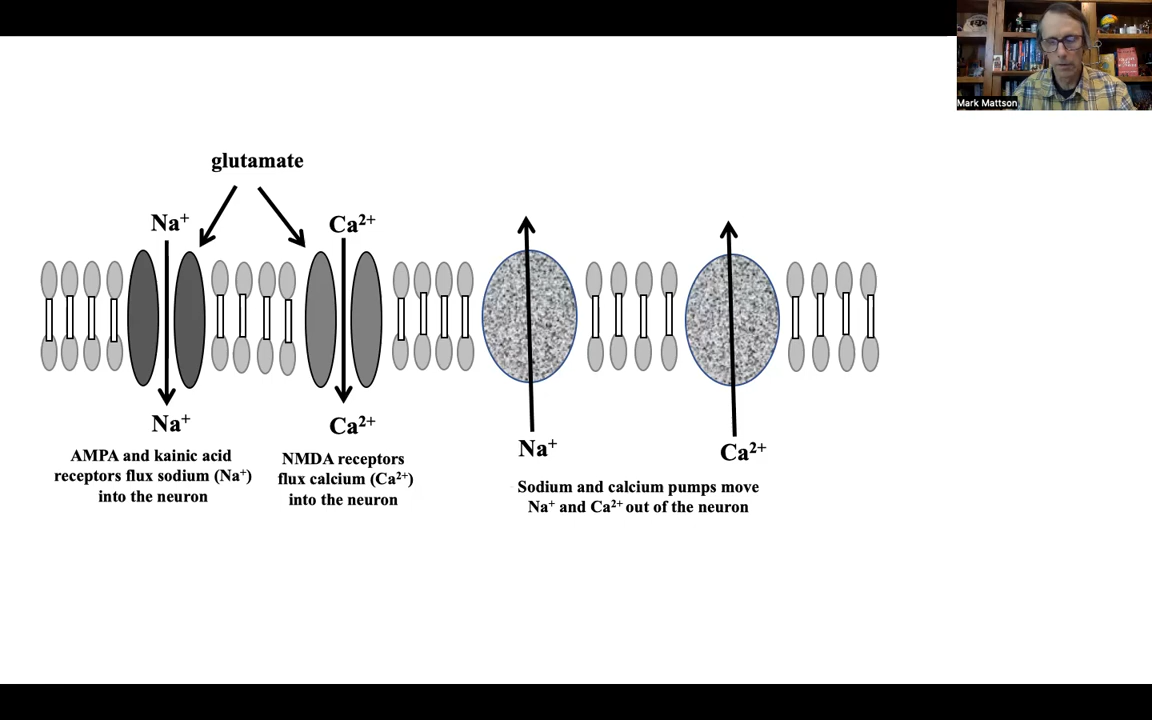 Mark Mattson
glutamate
Na⁺
Ca²⁺
Na⁺
Ca²⁺
Na⁺
Ca²⁺
AMPA and kainic acid
receptors flux sodium (Na⁺)
into the neuron
NMDA receptors
flux calcium (Ca²⁺)
into the neuron
Sodium and calcium pumps move
Na⁺ and Ca²⁺ out of the neuron